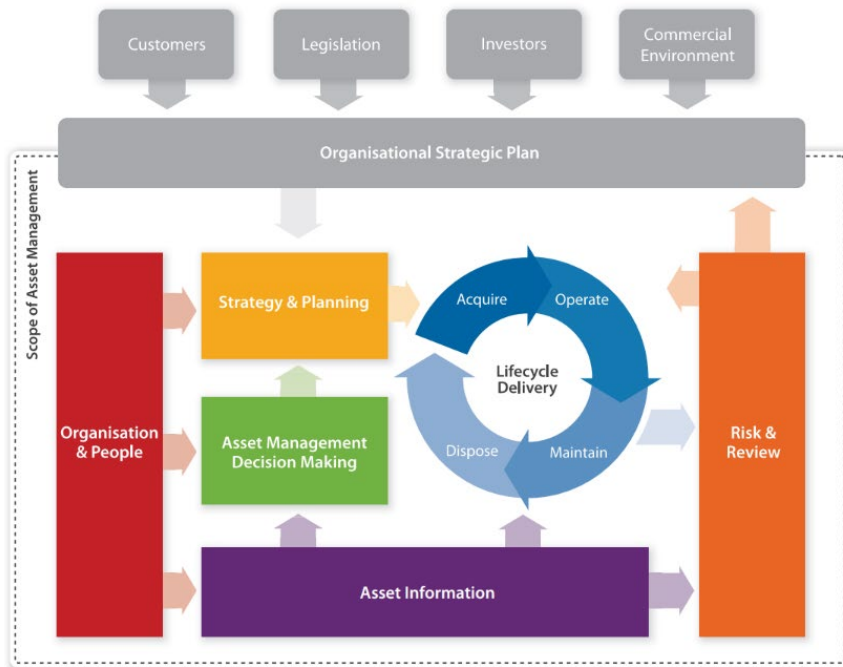 Customers
Legislation
Investors
Commercial
Environment
Organisational Strategic Plan
Scope of Asset Management
Strategy & Planning
Acquire
Operate
Lifecycle
Delivery
Organisation
& People
Asset Management
Decision Making
Dispose
Maintain
Risk &
Review
Asset Information